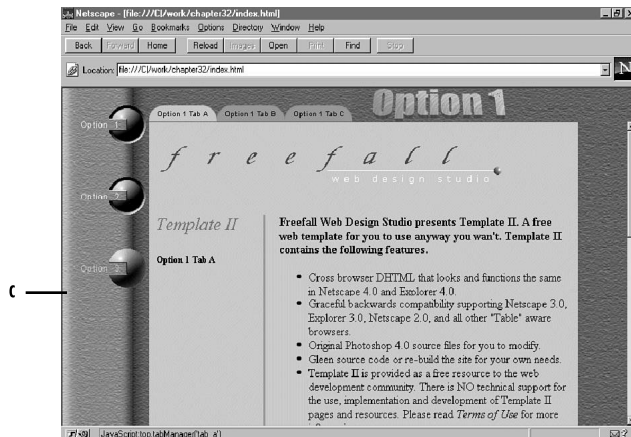 Netscape - [file:///C|/work/chapter32/index.html]
File Edit View Go Bookmarks Options Directory Window Help
Back Forward Home Reload Images Open Print Find Stop
Location: file:///C|/work/chapter32/index.html
N
Option 1
Option 1 Tab A Option 1 Tab B Option 1 Tab C
Option 1
freefall
web design studio
Option 2
Template II
Freefall Web Design Studio presents Template II. A free
web template for you to use anyway you wan't. Template II
contains the following features.
Option 1 Tab A
Option 3
C
• Cross browser DHTML that looks and functions the same
in Netscape 4.0 and Explorer 4.0.
• Graceful backwards compatibility supporting Netscape 3.0,
Explorer 3.0, Netscape 2.0, and all other "Table" aware
browsers.
• Original Photoshop 4.0 source files for you to modify.
• Gleen source code or re-build the site for your own needs.
• Template II is provided as a free resource to the web
development community. There is NO technical support for
the use, implementation and development of Template II
pages and resources. Please read Terms of Use for more
JavaScript:top.tabManager('tab_a')